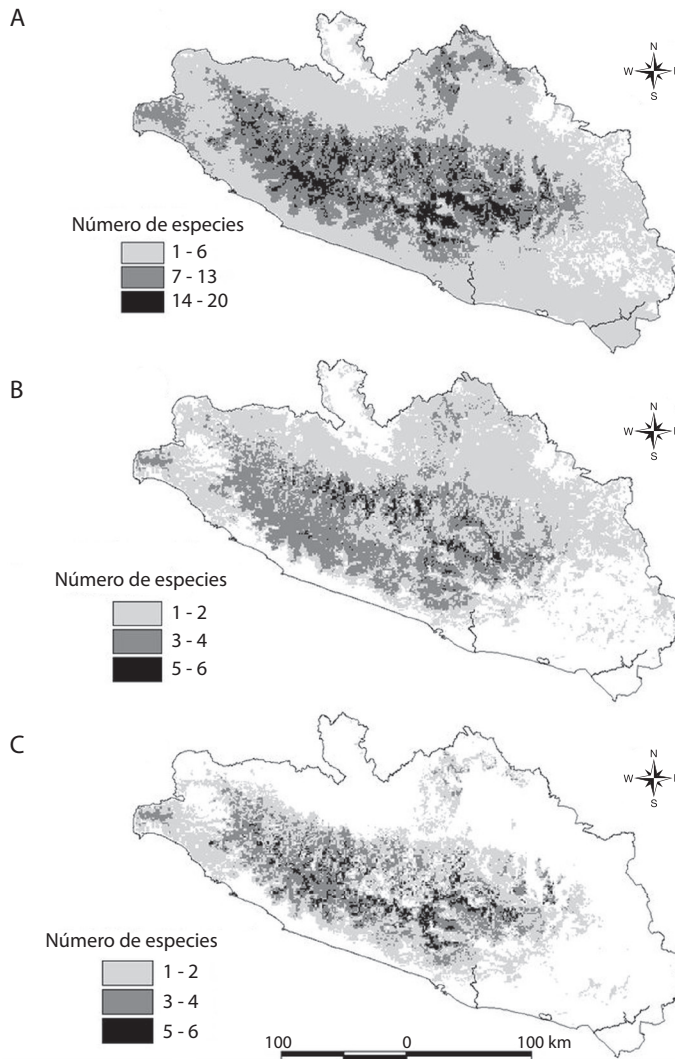 A
N
W E
S
Número de especies
1 - 6
7 - 13
14 - 20
B
N
W E
S
Número de especies
1 - 2
3 - 4
5 - 6
C
N
W E
S
Número de especies
1 - 2
3 - 4
5 - 6
100 0 100 km